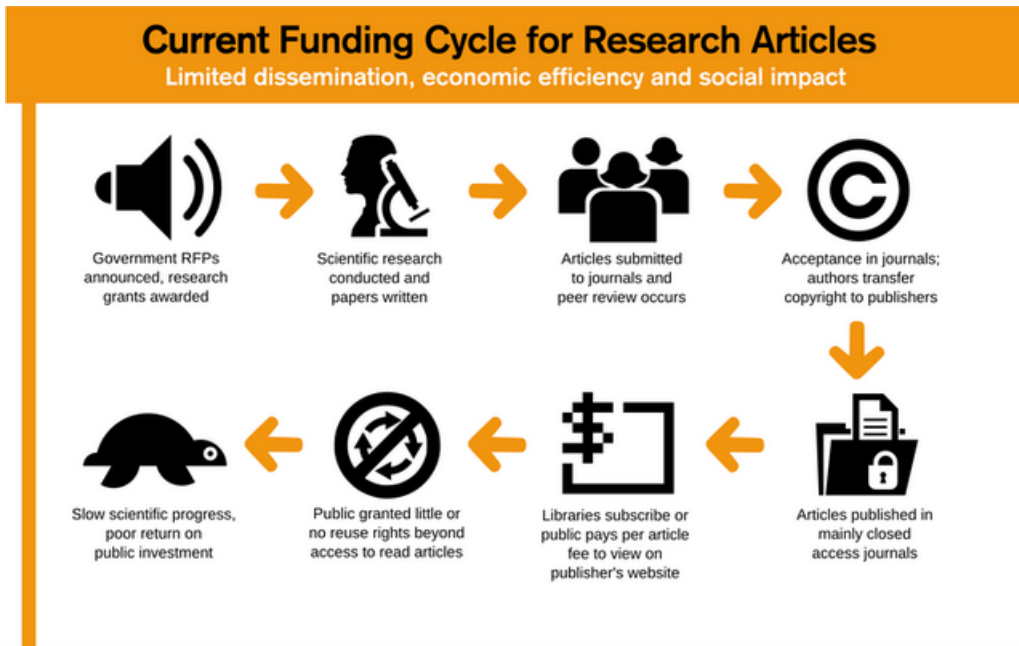 Current Funding Cycle for Research Articles
Limited dissemination, economic efficiency and social impact
Government RFPs
announced, research
grants awarded
Scientific research
conducted and
papers written
Articles submitted
to journals and
peer review occurs
Acceptance in journals;
authors transfer
copyright to publishers
Articles published in
mainly closed
access journals
Libraries subscribe or
public pays per article
fee to view on
publisher's website
Public granted little or
no reuse rights beyond
access to read articles
Slow scientific progress,
poor return on
public investment